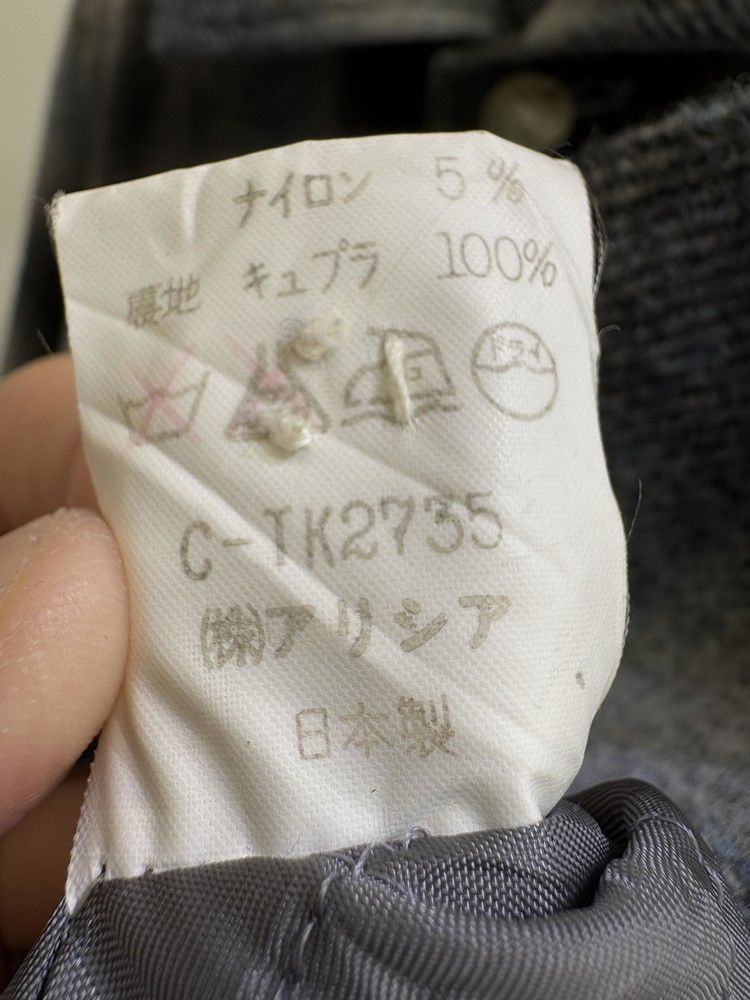 ナイロン 5%
裏地 キュプラ 100%
ドライ
C-TK2735
㈱アリシア
日本製